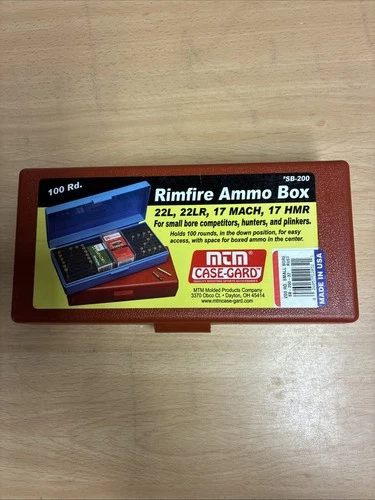 100 Rd.
*SB-200
Rimfire Ammo Box
22L, 22LR, 17 MACH, 17 HMR
For small bore competitors, hunters, and plinkers.
Holds 100 rounds, in the down position, for easy
access, with space for boxed ammo in the center.
mtm
CASE-GARD™
MTM Molded Products Company
3370 Obco Ct. • Dayton, OH 45414
www.mtmcase-gard.com
MADE IN USA